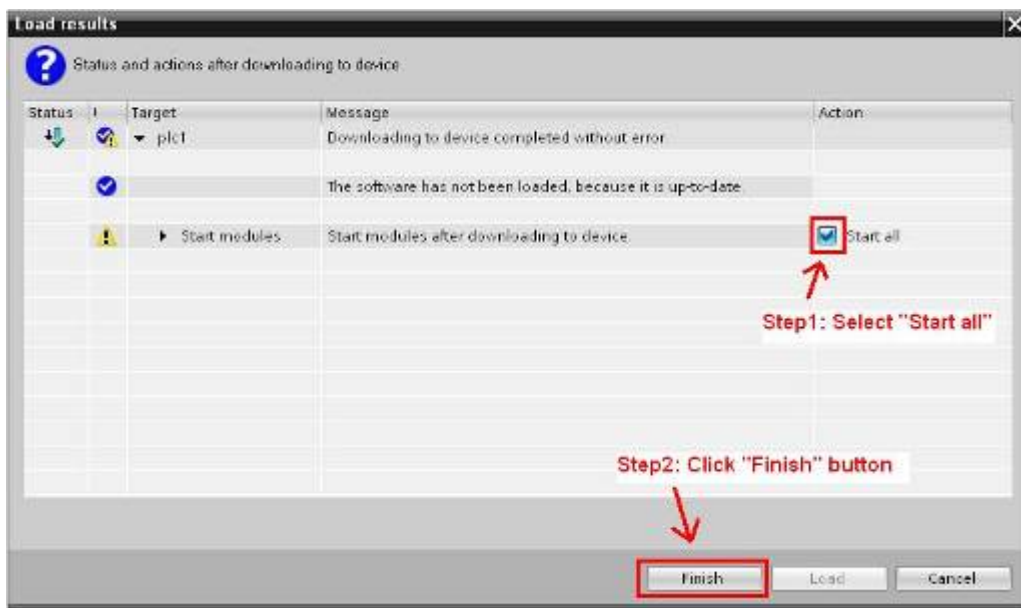 Load results
Status and actions after downloading to device
Status ! Target Message Action
plc1 Downloading to device completed without error
The software has not been loaded, because it is up-to-date
Start modules Start modules after downloading to device Start all
Step1: Select "Start all"
Step2: Click "Finish" button
Finish Load Cancel